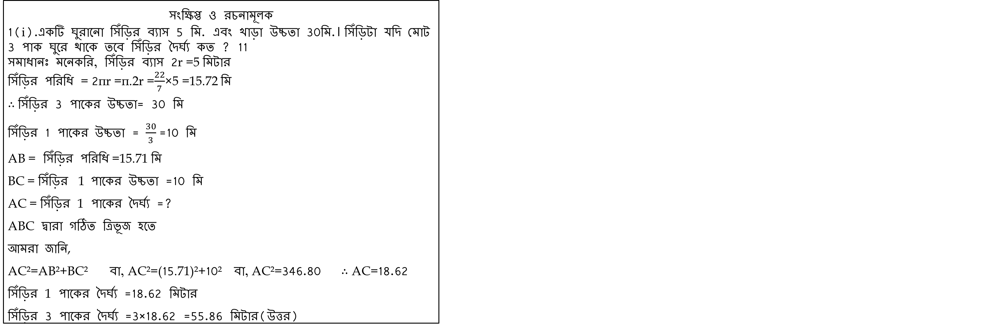 সংক্ষিপ্ত ও রচনামূলক
1(i).একটি ঘুরানো সিঁড়ির ব্যাস 5 মি. এবং খাড়া উচ্চতা 30মি.। সিঁড়িটা যদি মোট
3 পাক ঘুরে থাকে তবে সিঁড়ির দৈর্ঘ্য কত ? 11
সমাধানঃ মনেকরি, সিঁড়ির ব্যাস 2r =5 মিটার
সিঁড়ির পরিধি = 2πr =π.2r =22/7×5 =15.72 মি
∴ সিঁড়ির 3 পাকের উচ্চতা= 30 মি
সিঁড়ির 1 পাকের উচ্চতা = 30/3 =10 মি
AB = সিঁড়ির পরিধি =15.71 মি
BC = সিঁড়ির 1 পাকের উচ্চতা =10 মি
AC = সিঁড়ির 1 পাকের দৈর্ঘ্য =?
ABC দ্বারা গঠিত ত্রিভূজ হতে
আমরা জানি,
AC²=AB²+BC² বা, AC²=(15.71)²+10² বা, AC²=346.80 ∴ AC=18.62
সিঁড়ির 1 পাকের দৈর্ঘ্য =18.62 মিটার
সিঁড়ির 3 পাকের দৈর্ঘ্য =3×18.62 =55.86 মিটার(উত্তর)